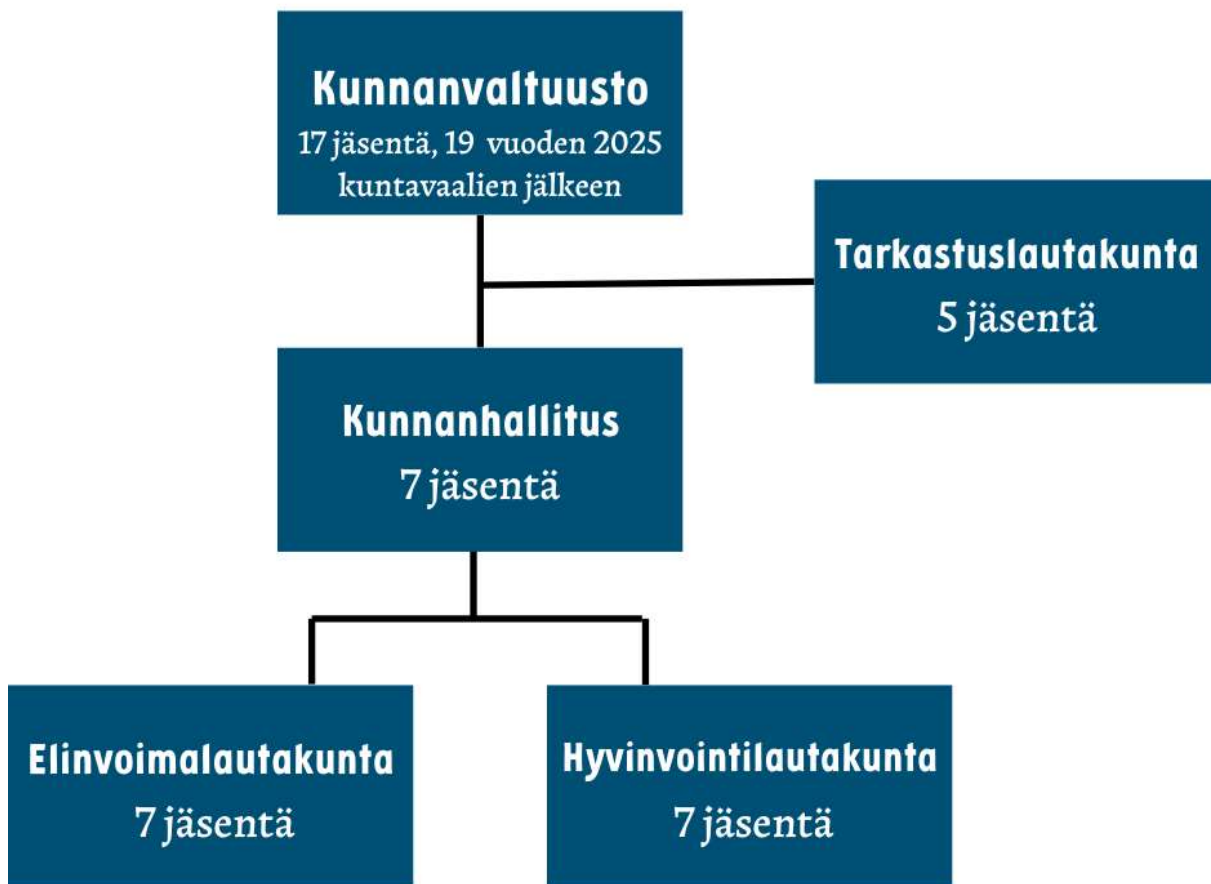 Kunnanvaltuusto
17 jäsentä, 19 vuoden 2025
kuntavaalien jälkeen
Tarkastuslautakunta
5 jäsentä
Kunnanhallitus
7 jäsentä
Elinvoimalautakunta
7 jäsentä
Hyvinvointilautakunta
7 jäsentä